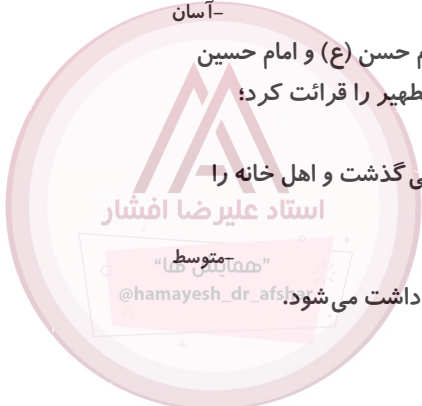 -آسان
م حسن (ع) و امام حسین
طهیر را قرائت کرد؛
ی گذشت و اهل خانه را
استاد علیرضا افشار
-متوسط
"همایش ها"
@hamayesh_dr_afshar
داشت می‌شود.